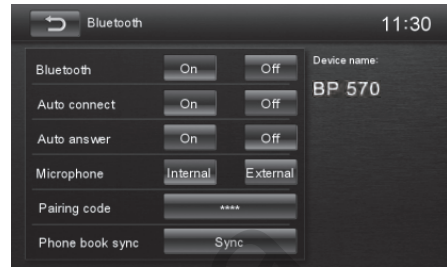 Bluetooth 11:30
Bluetooth On Off
Auto connect On Off
Auto answer On Off
Microphone Internal External
Pairing code ****
Phone book sync Sync
Device name:
BP 570